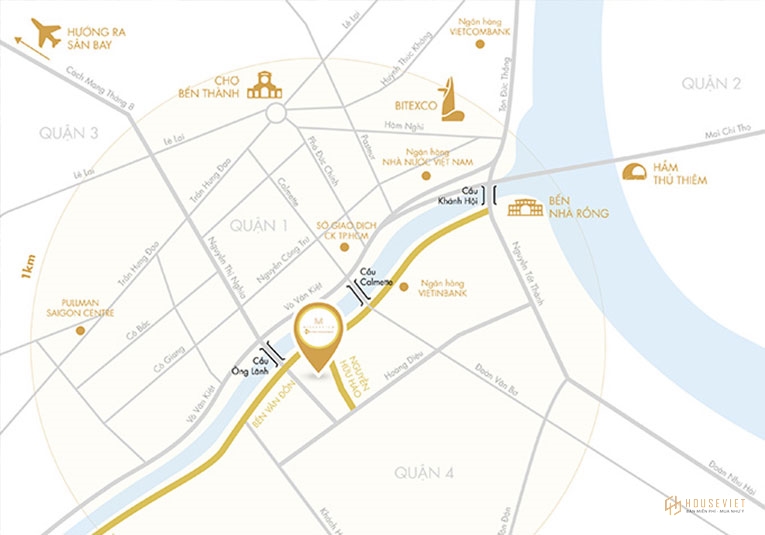 HƯỚNG RA
SÂN BAY
Cách Mạng Tháng 8
Lê Lợi
Huỳnh Thúc Kháng
Ngân hàng
VIETCOMBANK
Tôn Đức Thắng
QUẬN 2
CHỢ
BẾN THÀNH
BITEXCO
Hàm Nghi
Mai Chí Thọ
QUẬN 3
Lê Lai
Trần Hưng Đạo
Phó Đức Chính
Pasteur
Ngân hàng
NHÀ NƯỚC VIỆT NAM
HẦM
THỦ THIÊM
Calmette
Cầu
Khánh Hội
BẾN
NHÀ RỒNG
QUẬN 1
SỞ GIAO DỊCH
CK TP.HCM
Trần Hưng Đạo
Nguyễn Thị Nghĩa
Nguyễn Công Trứ
Nguyễn Tất Thành
1km
Cầu
Calmette
Ngân hàng
VIETINBANK
Võ Văn Kiệt
PULLMAN
SAIGON CENTRE
Cô Bắc
Cô Giang
M
Cầu
Ông Lãnh
NGUYỄN
HỮU HÀO
Hoàng Diệu
Đoàn Văn Bơ
Võ Văn Kiệt
BẾN VÂN ĐỒN
QUẬN 4
Đoàn Như Hài
Khánh H
Tôn Đản
HOUSEVIET